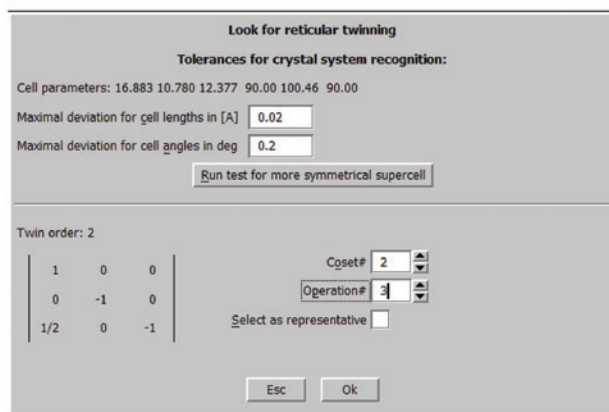 Look for reticular twinning
Tolerances for crystal system recognition:
Cell parameters: 16.883 10.780 12.377 90.00 100.46 90.00
Maximal deviation for cell lengths in [A] 0.02
Maximal deviation for cell angles in deg 0.2
Run test for more symmetrical supercell
Twin order: 2
Coset# 2
1 0 0
Operation# 3
0 -1 0
Select as representative
1/2 0 -1
Esc Ok